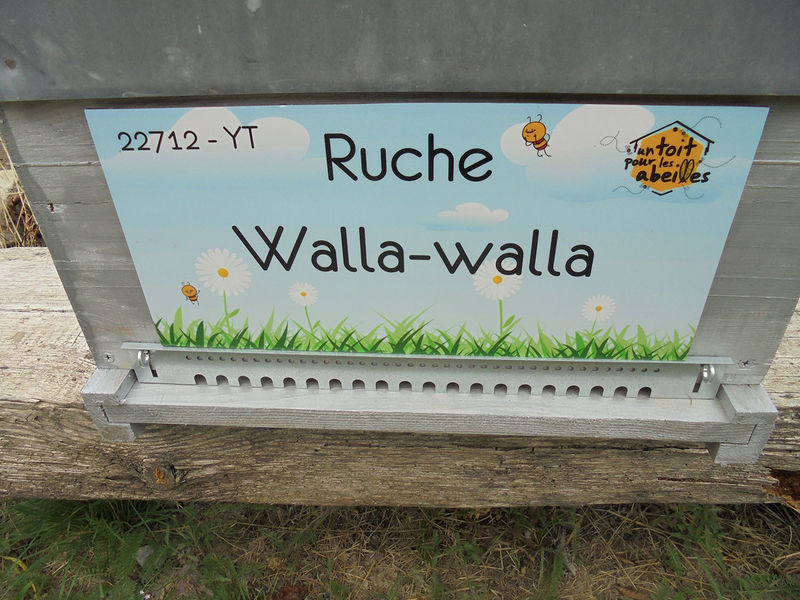 22712 - YT
Ruche
Walla-walla
un toit
pour les
abeilles